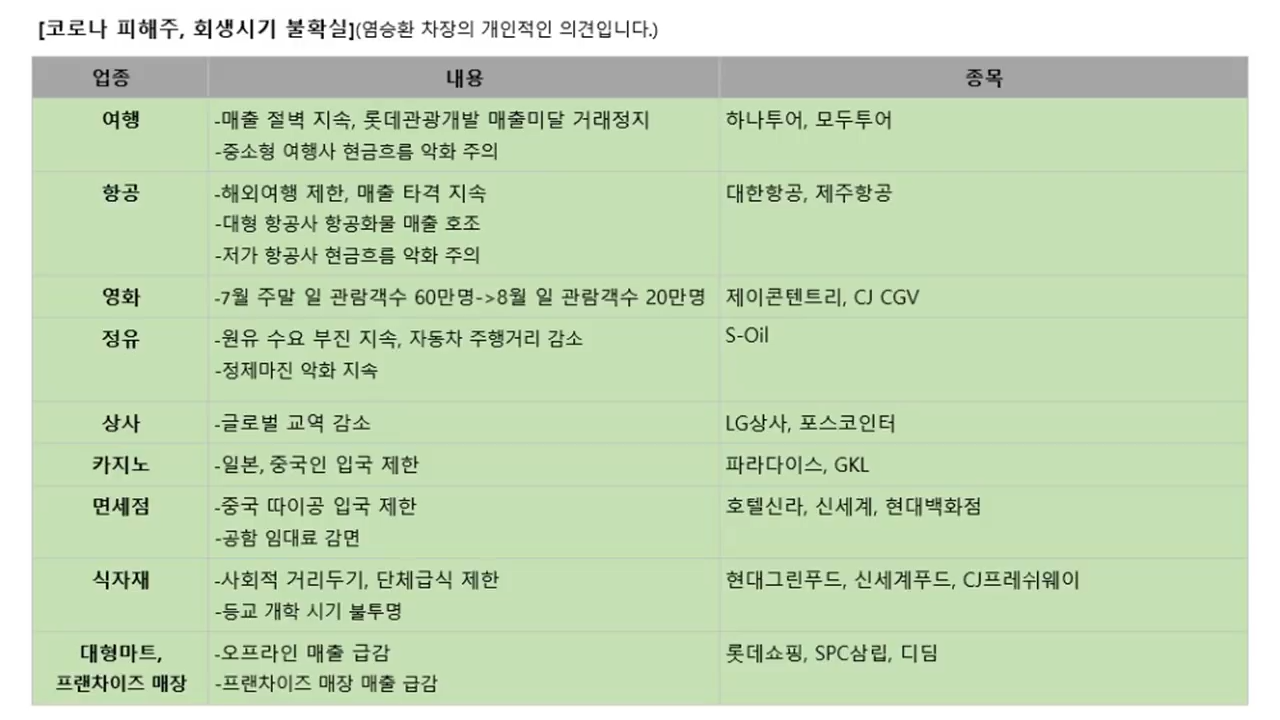 [코로나 피해주, 회생시기 불확실](염승환 차장의 개인적인 의견입니다.)
업종 내용 종목
여행 -매출 절벽 지속, 롯데관광개발 매출미달 거래정지 하나투어, 모두투어
-중소형 여행사 현금흐름 악화 주의
항공 -해외여행 제한, 매출 타격 지속 대한항공, 제주항공
-대형 항공사 항공화물 매출 호조
-저가 항공사 현금흐름 악화 주의
영화 -7월 주말 일 관람객수 60만명->8월 일 관람객수 20만명 제이콘텐트리, CJ CGV
정유 -원유 수요 부진 지속, 자동차 주행거리 감소 S-Oil
-정제마진 악화 지속
상사 -글로벌 교역 감소 LG상사, 포스코인터
카지노 -일본, 중국인 입국 제한 파라다이스, GKL
면세점 -중국 따이공 입국 제한 호텔신라, 신세계, 현대백화점
-공함 임대료 감면
식자재 -사회적 거리두기, 단체급식 제한 현대그린푸드, 신세계푸드, CJ프레쉬웨이
-등교 개학 시기 불투명
대형마트, -오프라인 매출 급감 롯데쇼핑, SPC삼립, 디딤
프랜차이즈 매장 -프랜차이즈 매장 매출 급감